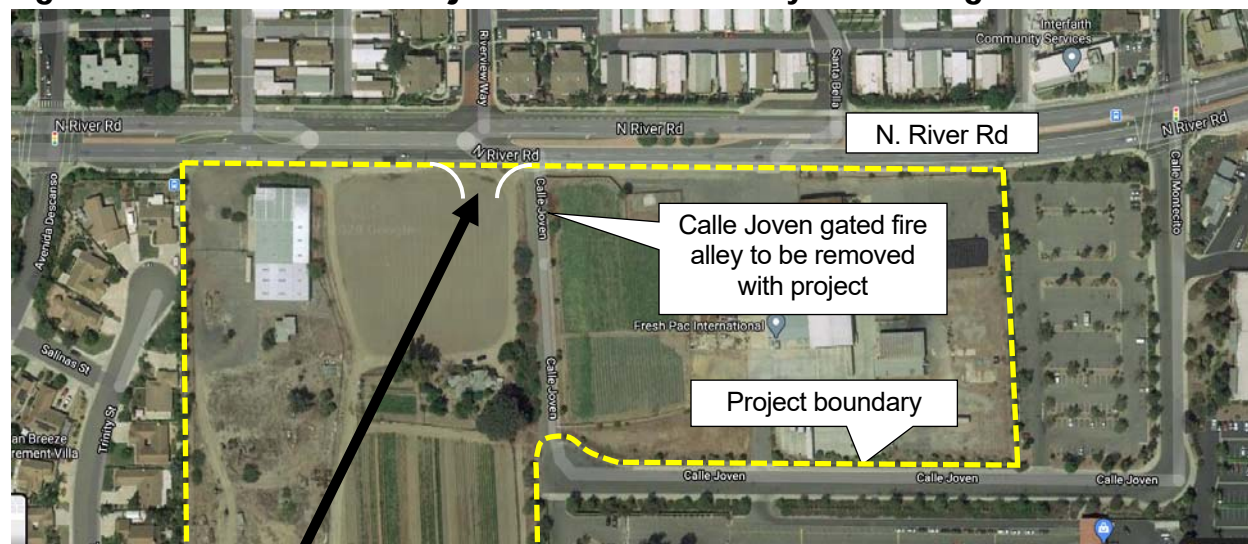 Interfaith
Community Services
Riverview Way
Santa Bella
N River Rd
N River Rd
N. River Rd
N River Rd
N River Rd
Avenida Descanso
Calle Joven
Calle Montecito
Calle Joven gated fire
alley to be removed
with project
Fresh Pac International
Salinas St
Trinity St
Calle Joven
Project boundary
an Breeze
rement Villa
Calle Joven
Calle Joven
Calle Joven